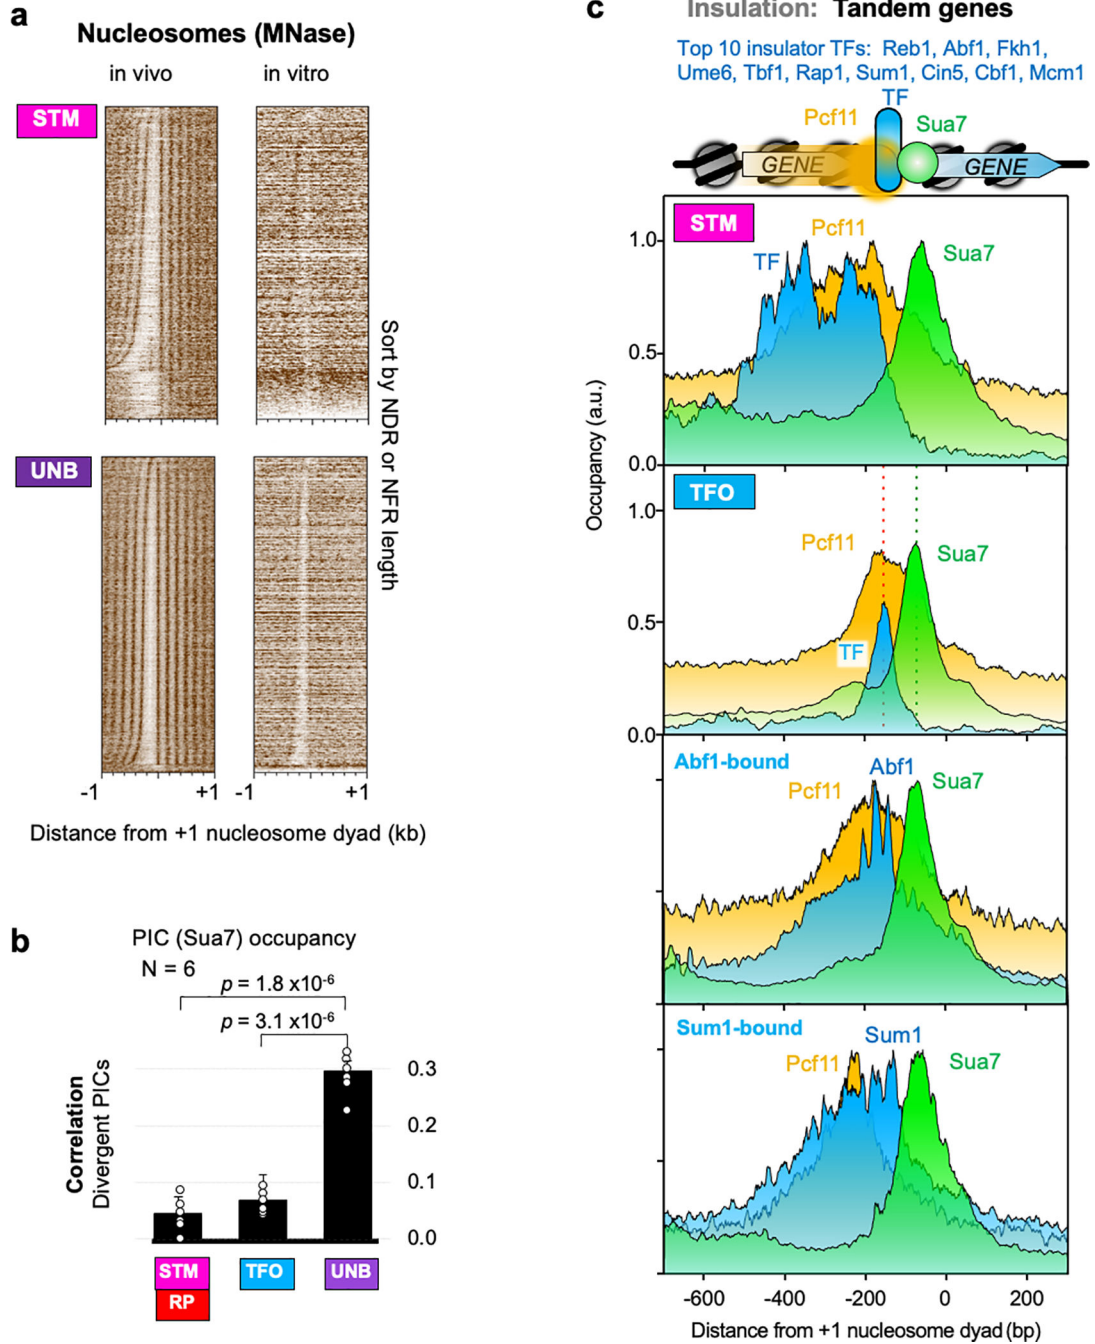 a
Nucleosomes (MNase)
in vivo
in vitro
STM
UNB
Sort by NDR or NFR length
-1
+1
-1
+1
Distance from +1 nucleosome dyad (kb)
b
PIC (Sua7) occupancy
N = 6
p = 1.8 x10-6
p = 3.1 x10-6
Correlation
Divergent PICs
0.3
0.2
0.1
0.0
STM
TFO
UNB
RP
c
Insulation: Tandem genes
Top 10 insulator TFs: Reb1, Abf1, Fkh1,
Ume6, Tbf1, Rap1, Sum1, Cin5, Cbf1, Mcm1
TF
Pcf11
Sua7
GENE
GENE
STM
Pcf11
TF
Sua7
1.0
0.5
0.0
Occupancy (a.u.)
TFO
1.0
Pcf11
Sua7
0.5
TF
0.0
Abf1-bound
Abf1
Pcf11
Sua7
Sum1-bound
Sum1
Pcf11
Sua7
-600
-400
-200
0
200
Distance from +1 nucleosome dyad (bp)